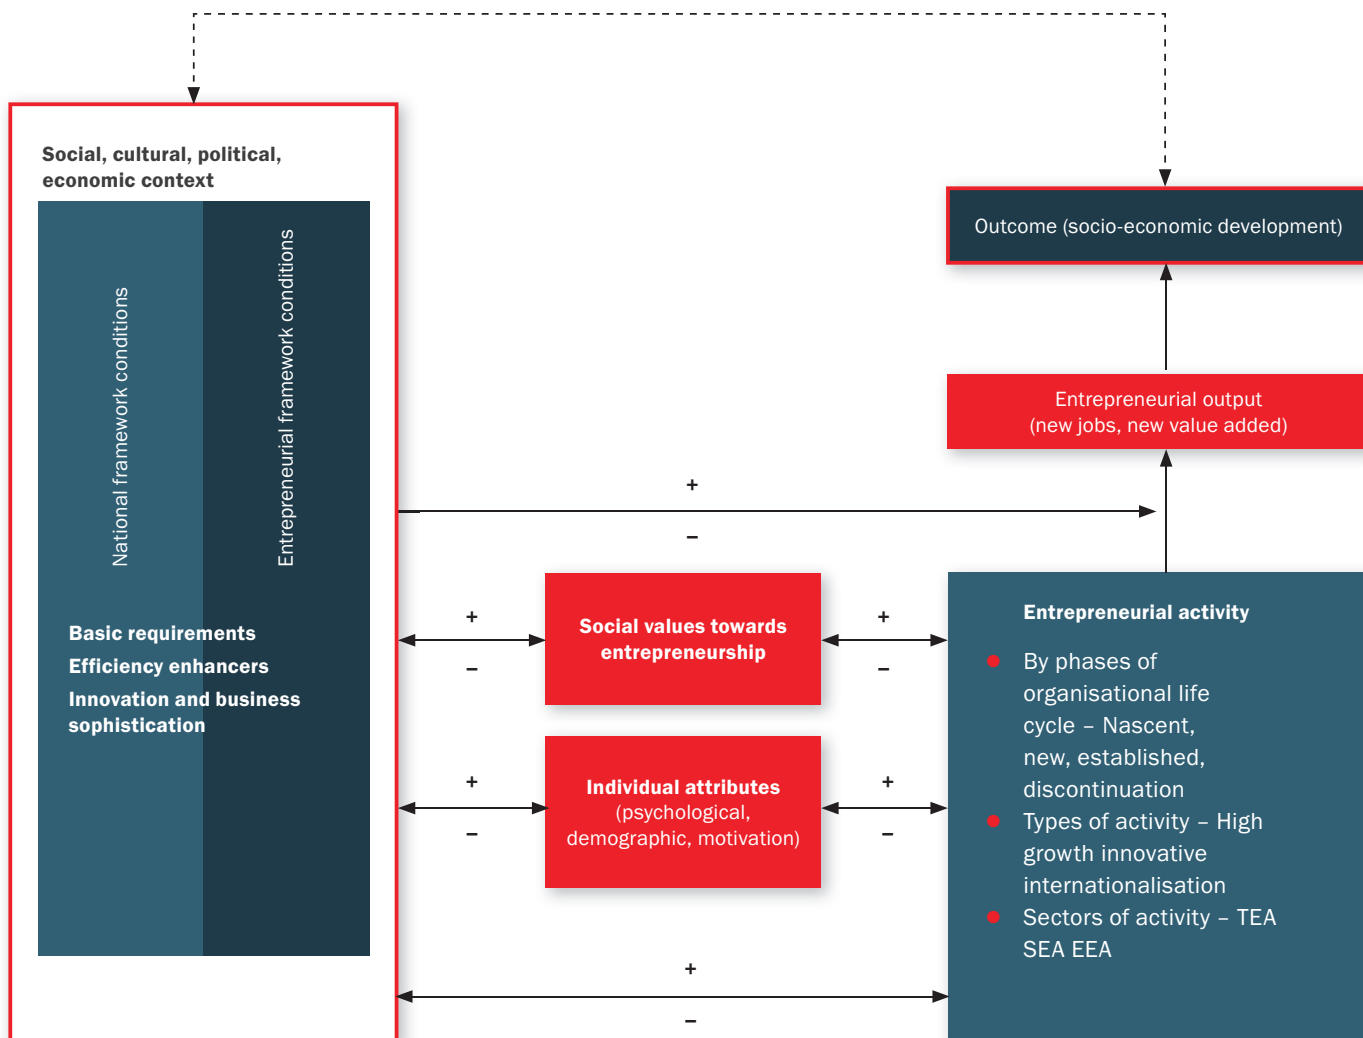 Social, cultural, political,
economic context
National framework conditions
Entrepreneurial framework conditions
Basic requirements
Efficiency enhancers
Innovation and business
sophistication
Outcome (socio-economic development)
Entrepreneurial output
(new jobs, new value added)
+
–
+
–
Social values towards
entrepreneurship
+
–
+
–
Individual attributes
(psychological,
demographic, motivation)
+
–
+
–
Entrepreneurial activity
● By phases of
organisational life
cycle – Nascent,
new, established,
discontinuation
● Types of activity – High
growth innovative
internationalisation
● Sectors of activity – TEA
SEA EEA